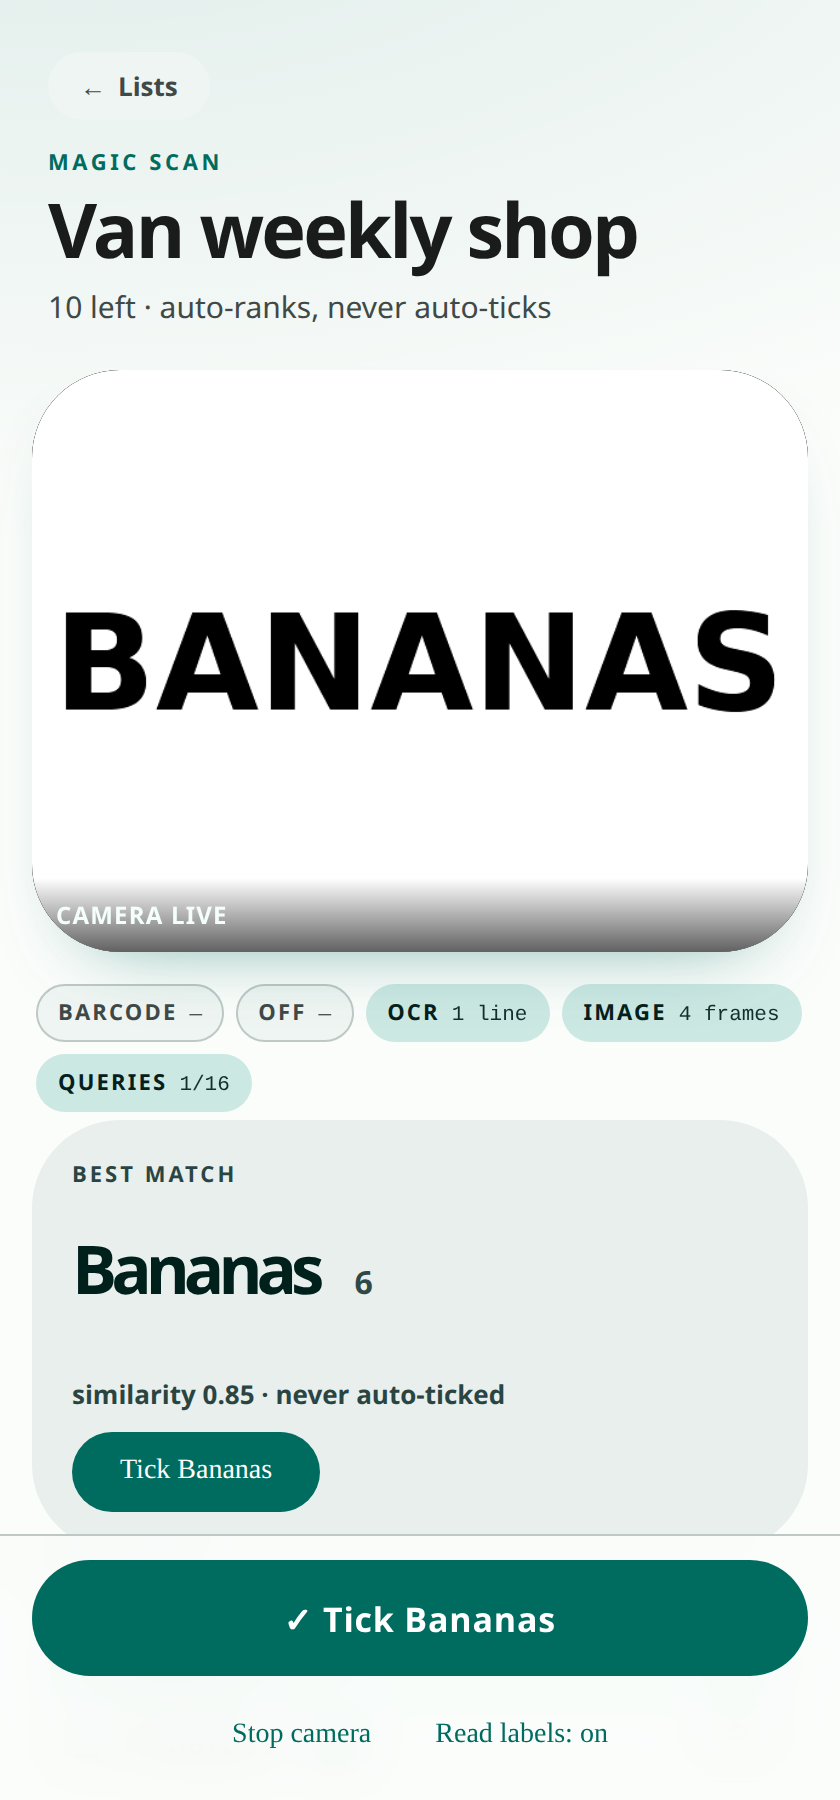 ← Lists
MAGIC SCAN
Van weekly shop
10 left · auto-ranks, never auto-ticks
BANANAS
CAMERA LIVE
BARCODE – OFF – OCR 1 line IMAGE 4 frames
QUERIES 1/16
BEST MATCH
Bananas 6
similarity 0.85 · never auto-ticked
Tick Bananas
✓ Tick Bananas
Stop camera Read labels: on